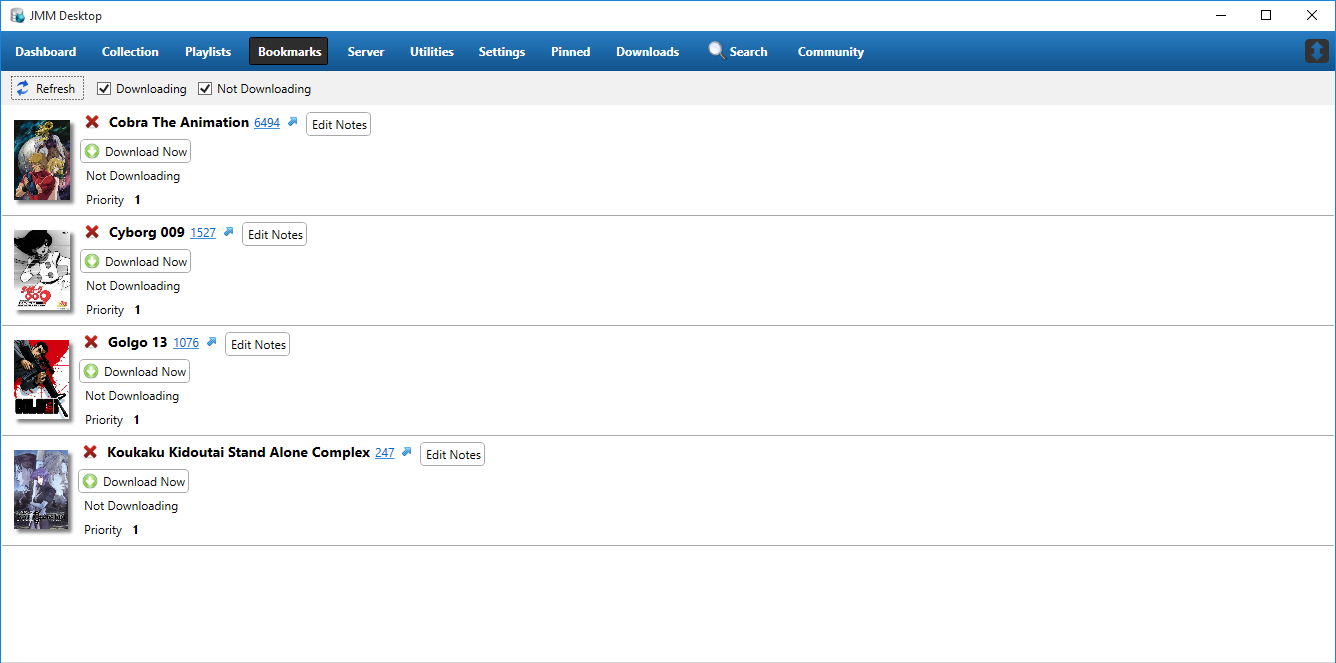 JMM Desktop
Dashboard Collection Playlists Bookmarks Server Utilities Settings Pinned Downloads Search Community
Refresh Downloading Not Downloading
Cobra The Animation 6494 Edit Notes
Download Now
Not Downloading
Priority 1
Cyborg 009 1527 Edit Notes
Download Now
Not Downloading
Priority 1
Golgo 13 1076 Edit Notes
Download Now
Not Downloading
Priority 1
Koukaku Kidoutai Stand Alone Complex 247 Edit Notes
Download Now
Not Downloading
Priority 1